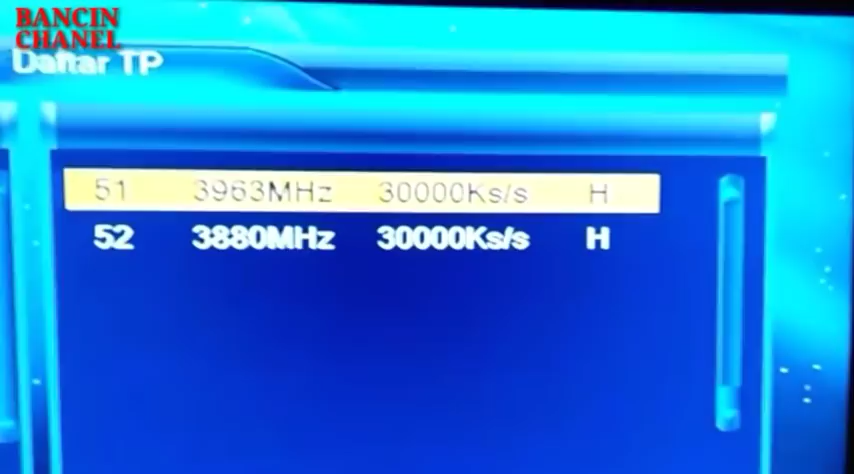 BANCIN
CHANEL
Daftar TP
51 3963MHz 30000Ks/s H
52 3880MHz 30000Ks/s H